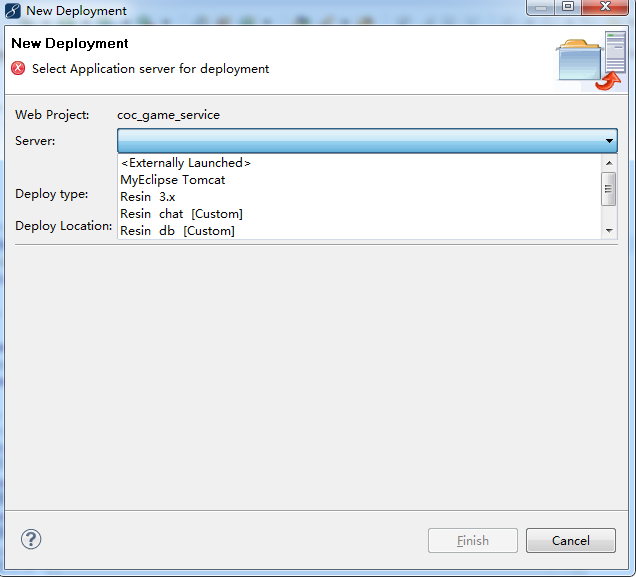 New Deployment
New Deployment
Select Application server for deployment
Web Project: coc_game_service
Server:
<Externally Launched>
MyEclipse Tomcat
Deploy type:
Resin 3.x
Resin chat [Custom]
Deploy Location:
Resin db [Custom]
?
Finish
Cancel